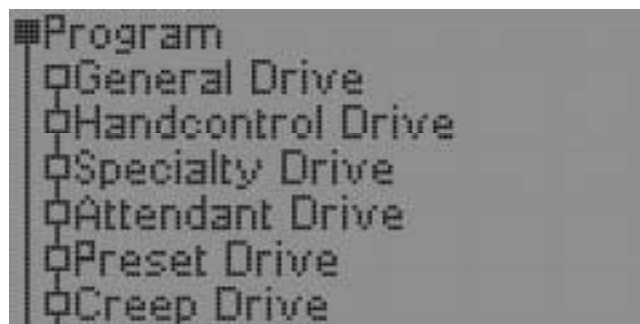 Program
General Drive
Handcontrol Drive
Specialty Drive
Attendant Drive
Preset Drive
Creep Drive